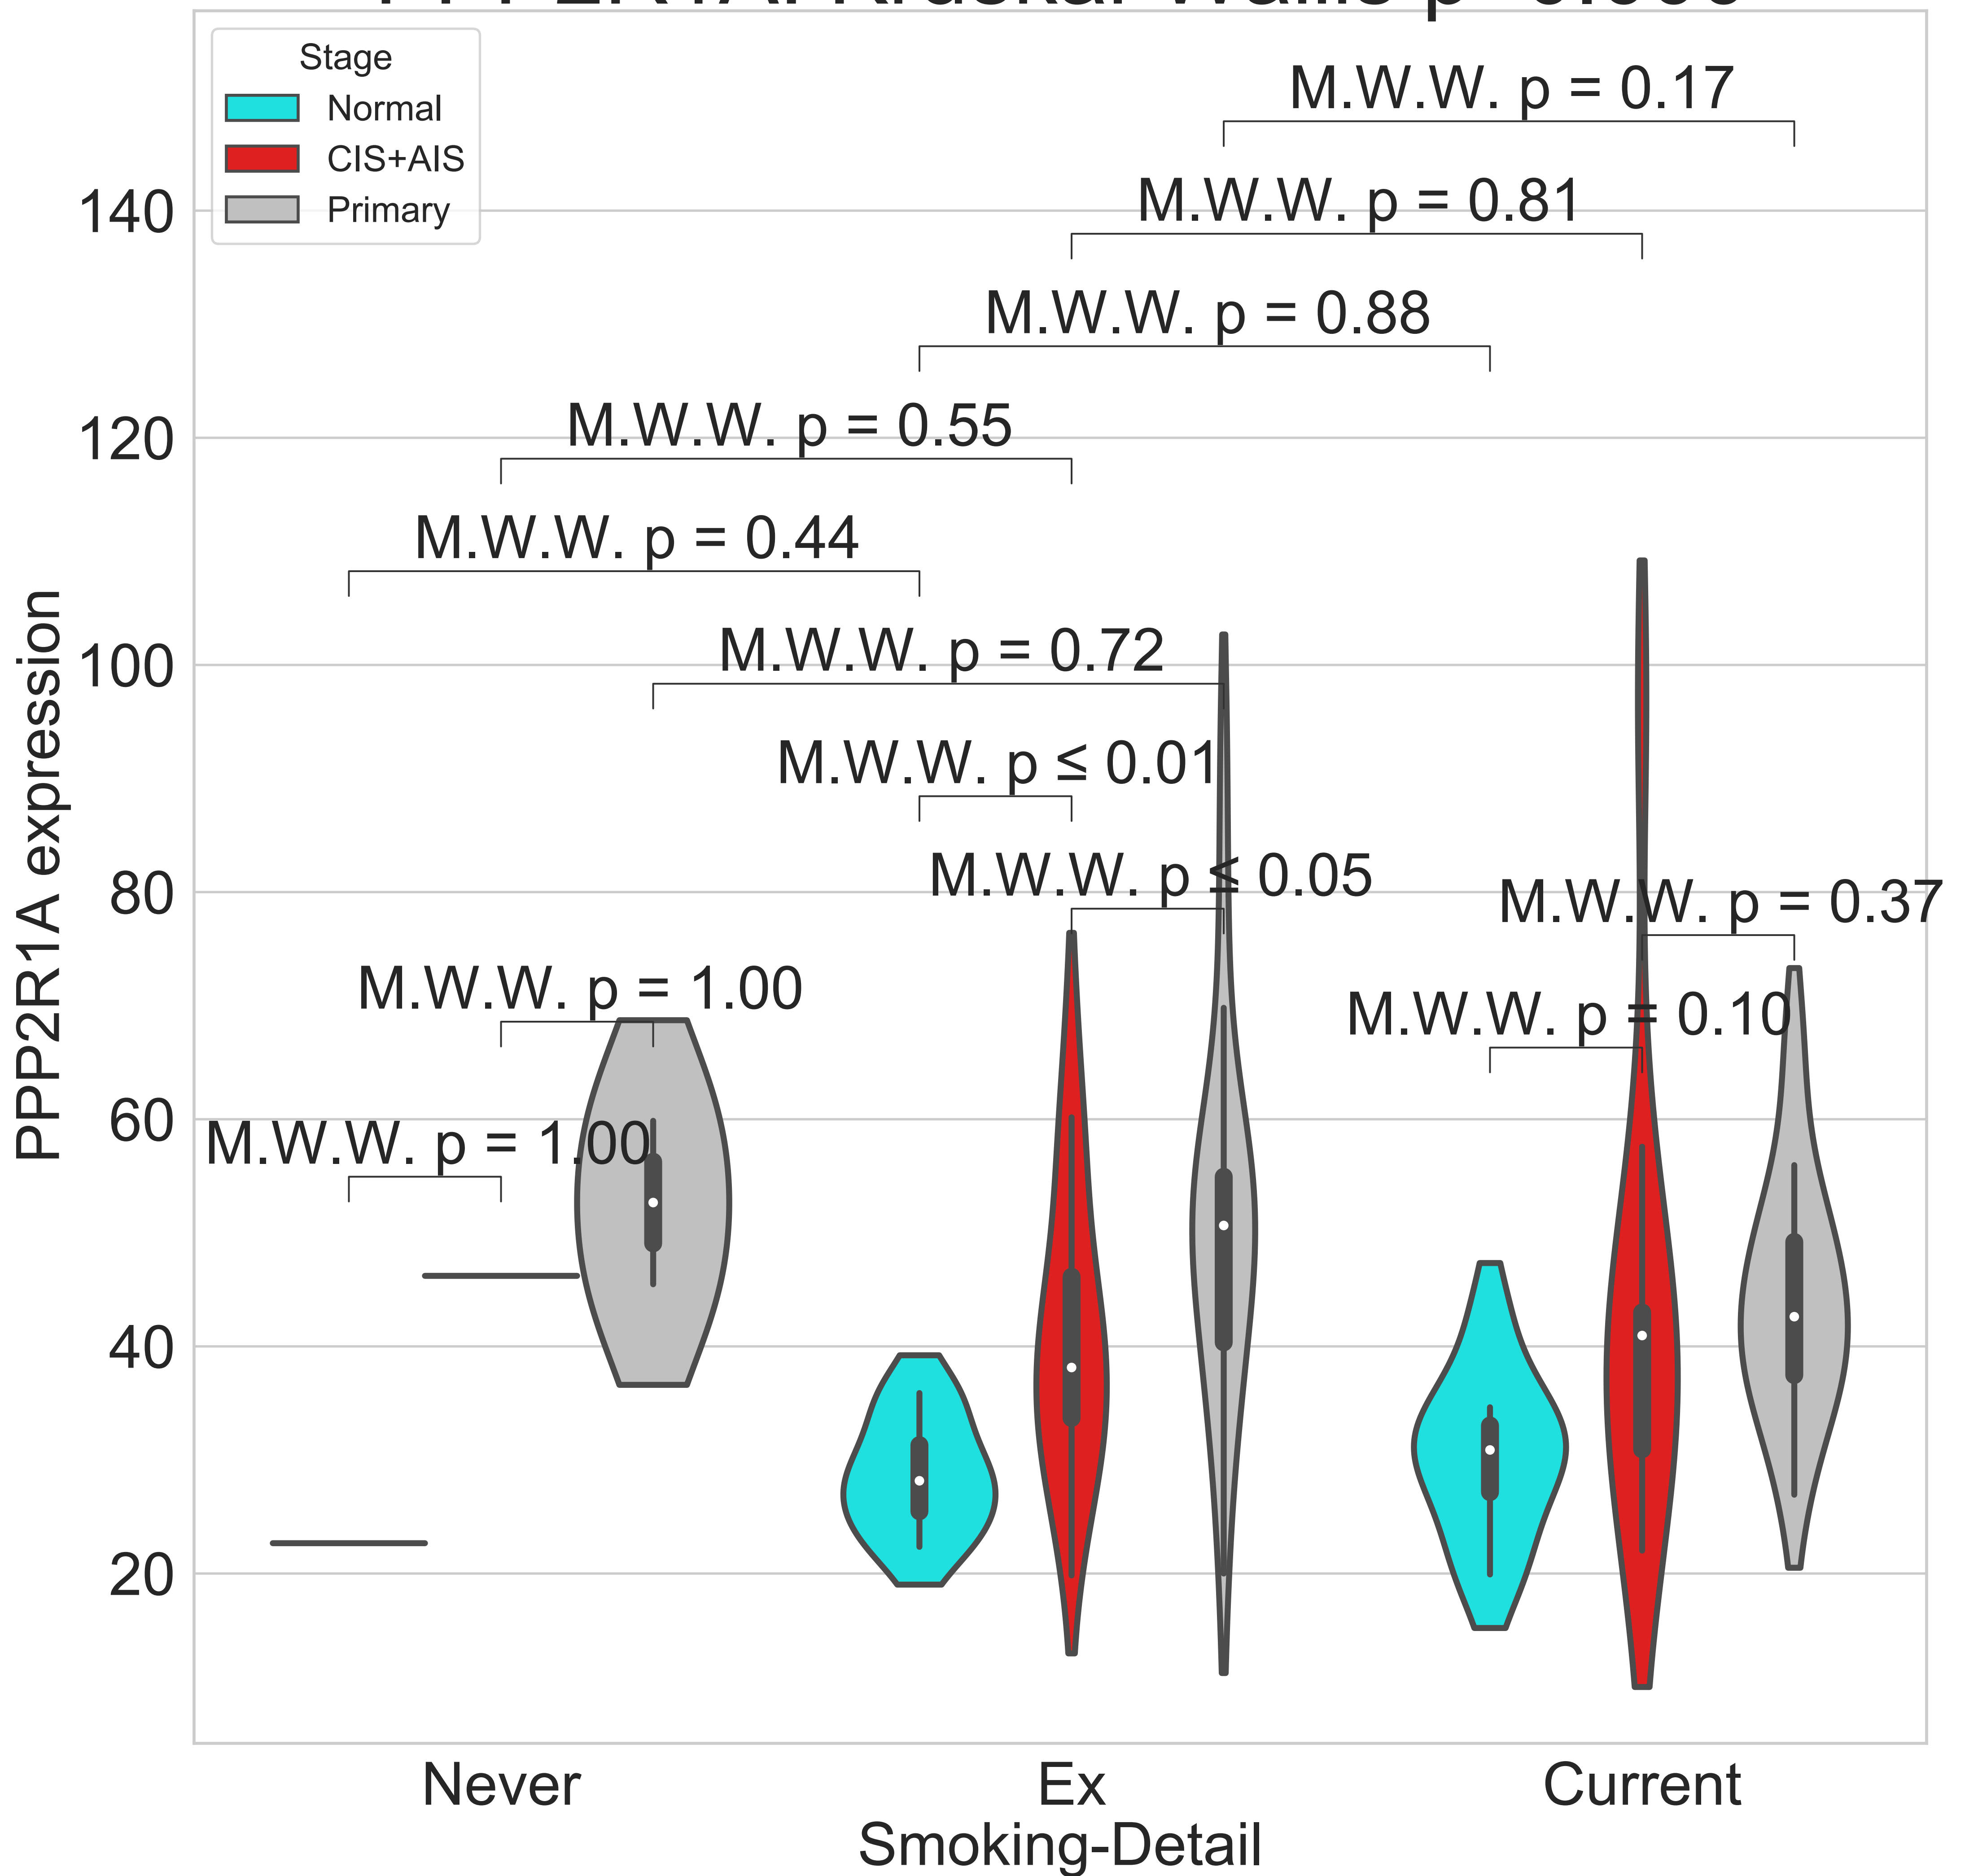 Stage
Normal
CIS+AIS
Primary
M.W.W. p = 0.17
M.W.W. p = 0.81
M.W.W. p = 0.88
M.W.W. p = 0.55
M.W.W. p = 0.44
M.W.W. p = 0.72
M.W.W. p ≤ 0.01
M.W.W. p ≤ 0.05
M.W.W. p = 0.37
M.W.W. p = 1.00
M.W.W. p = 0.10
M.W.W. p = 1.00
140
120
100
80
60
40
20
PPP2R1A expression
Never
Ex
Current
Smoking-Detail